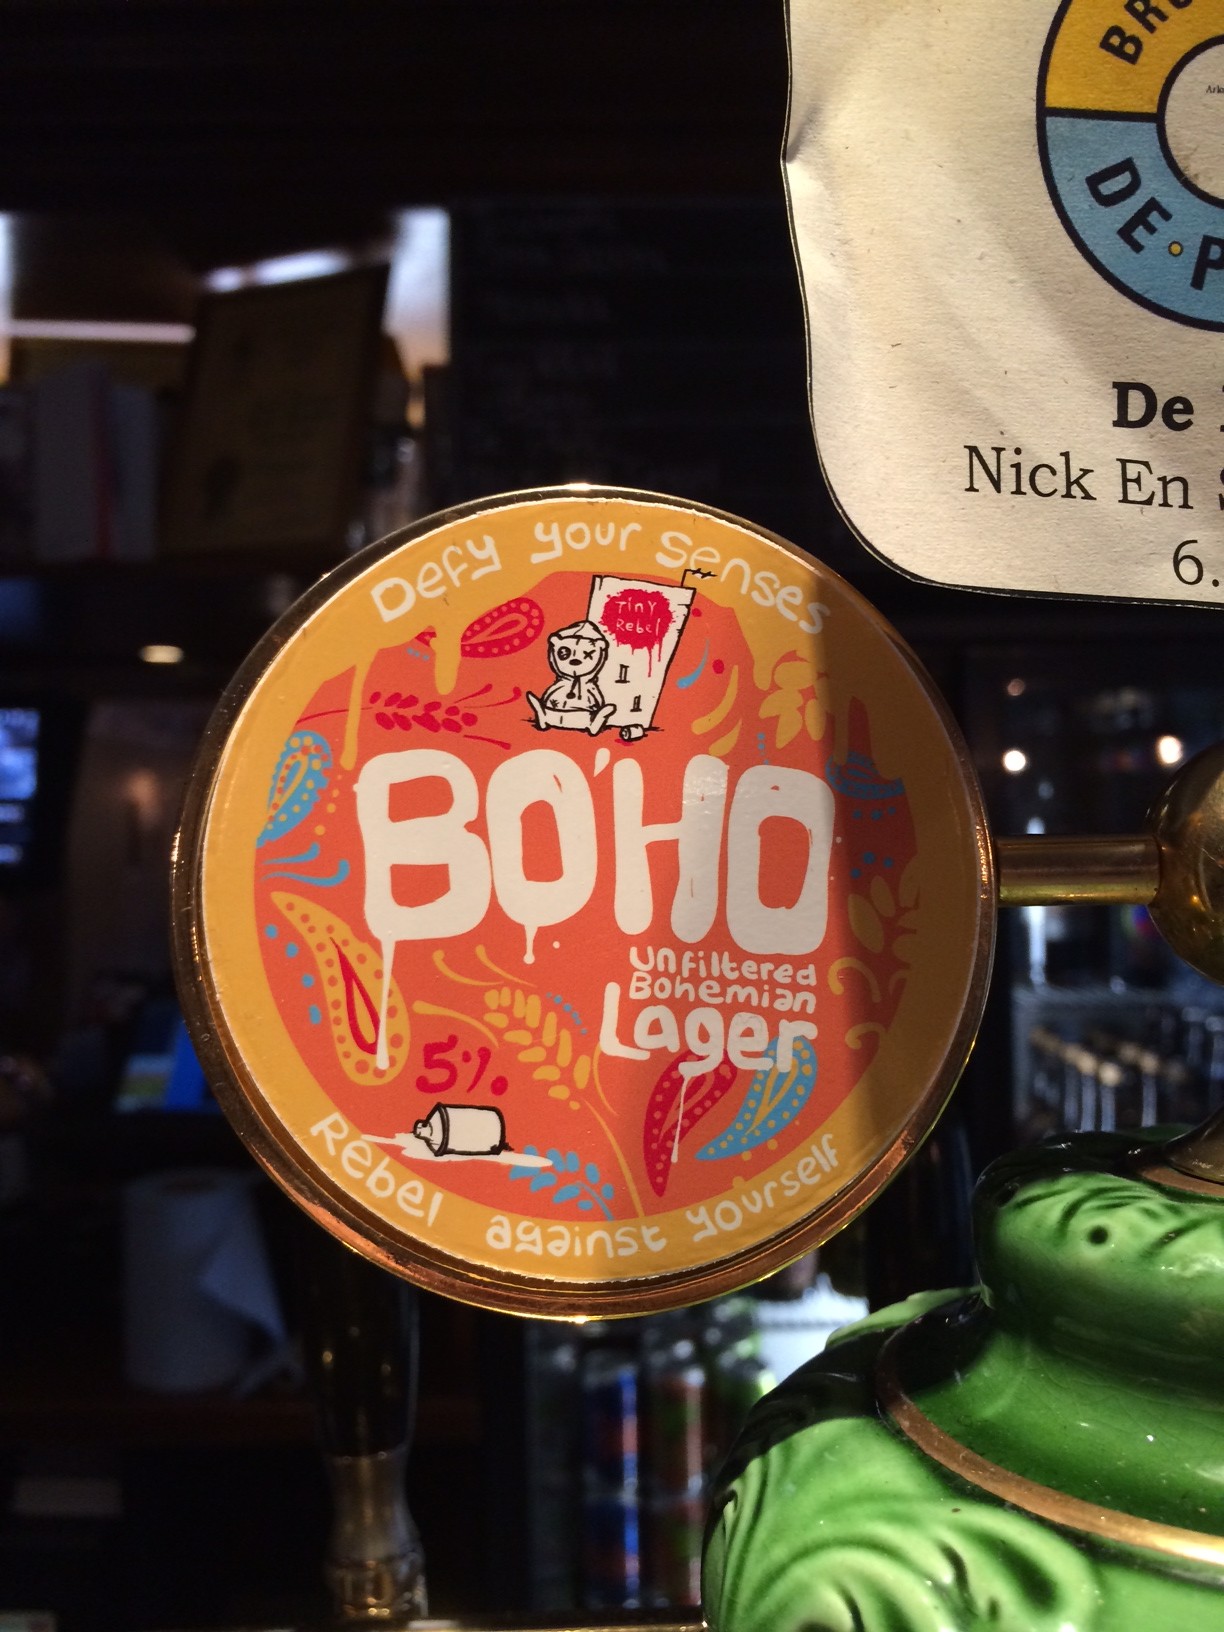 DE
De
Nick En
6.
Defy your senses
Tiny
Rebel
BO'HO
unfiltered
Bohemian
Lager
5%
Rebel against yourself